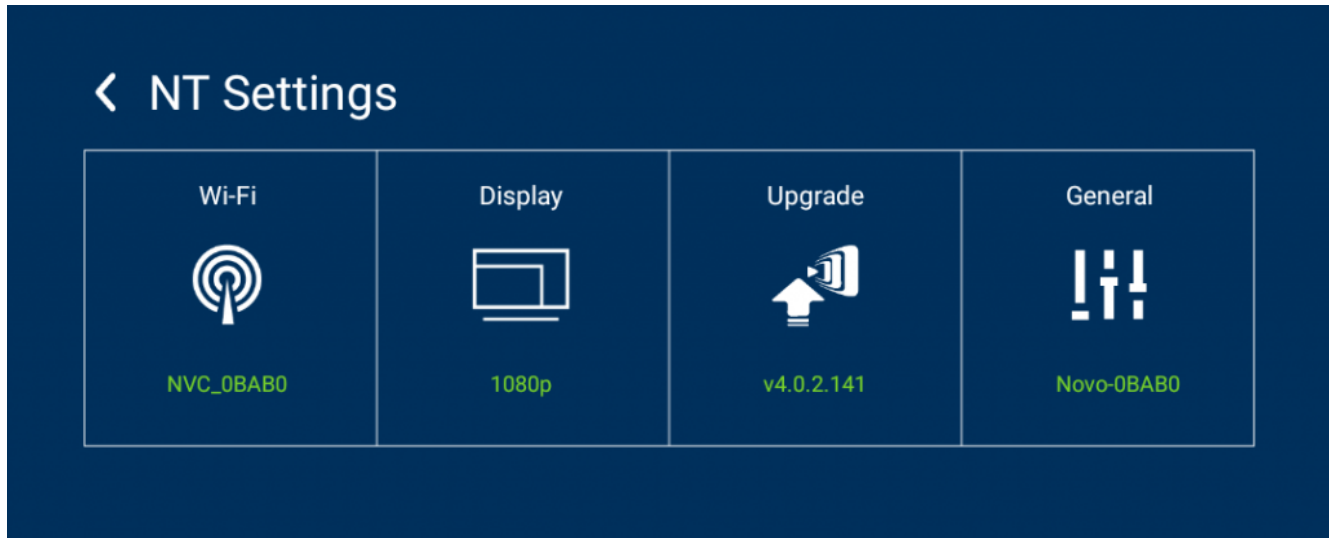 NT Settings
Wi-Fi
Display
Upgrade
General
NVC_0BAB0
1080p
v4.0.2.141
Novo-0BAB0